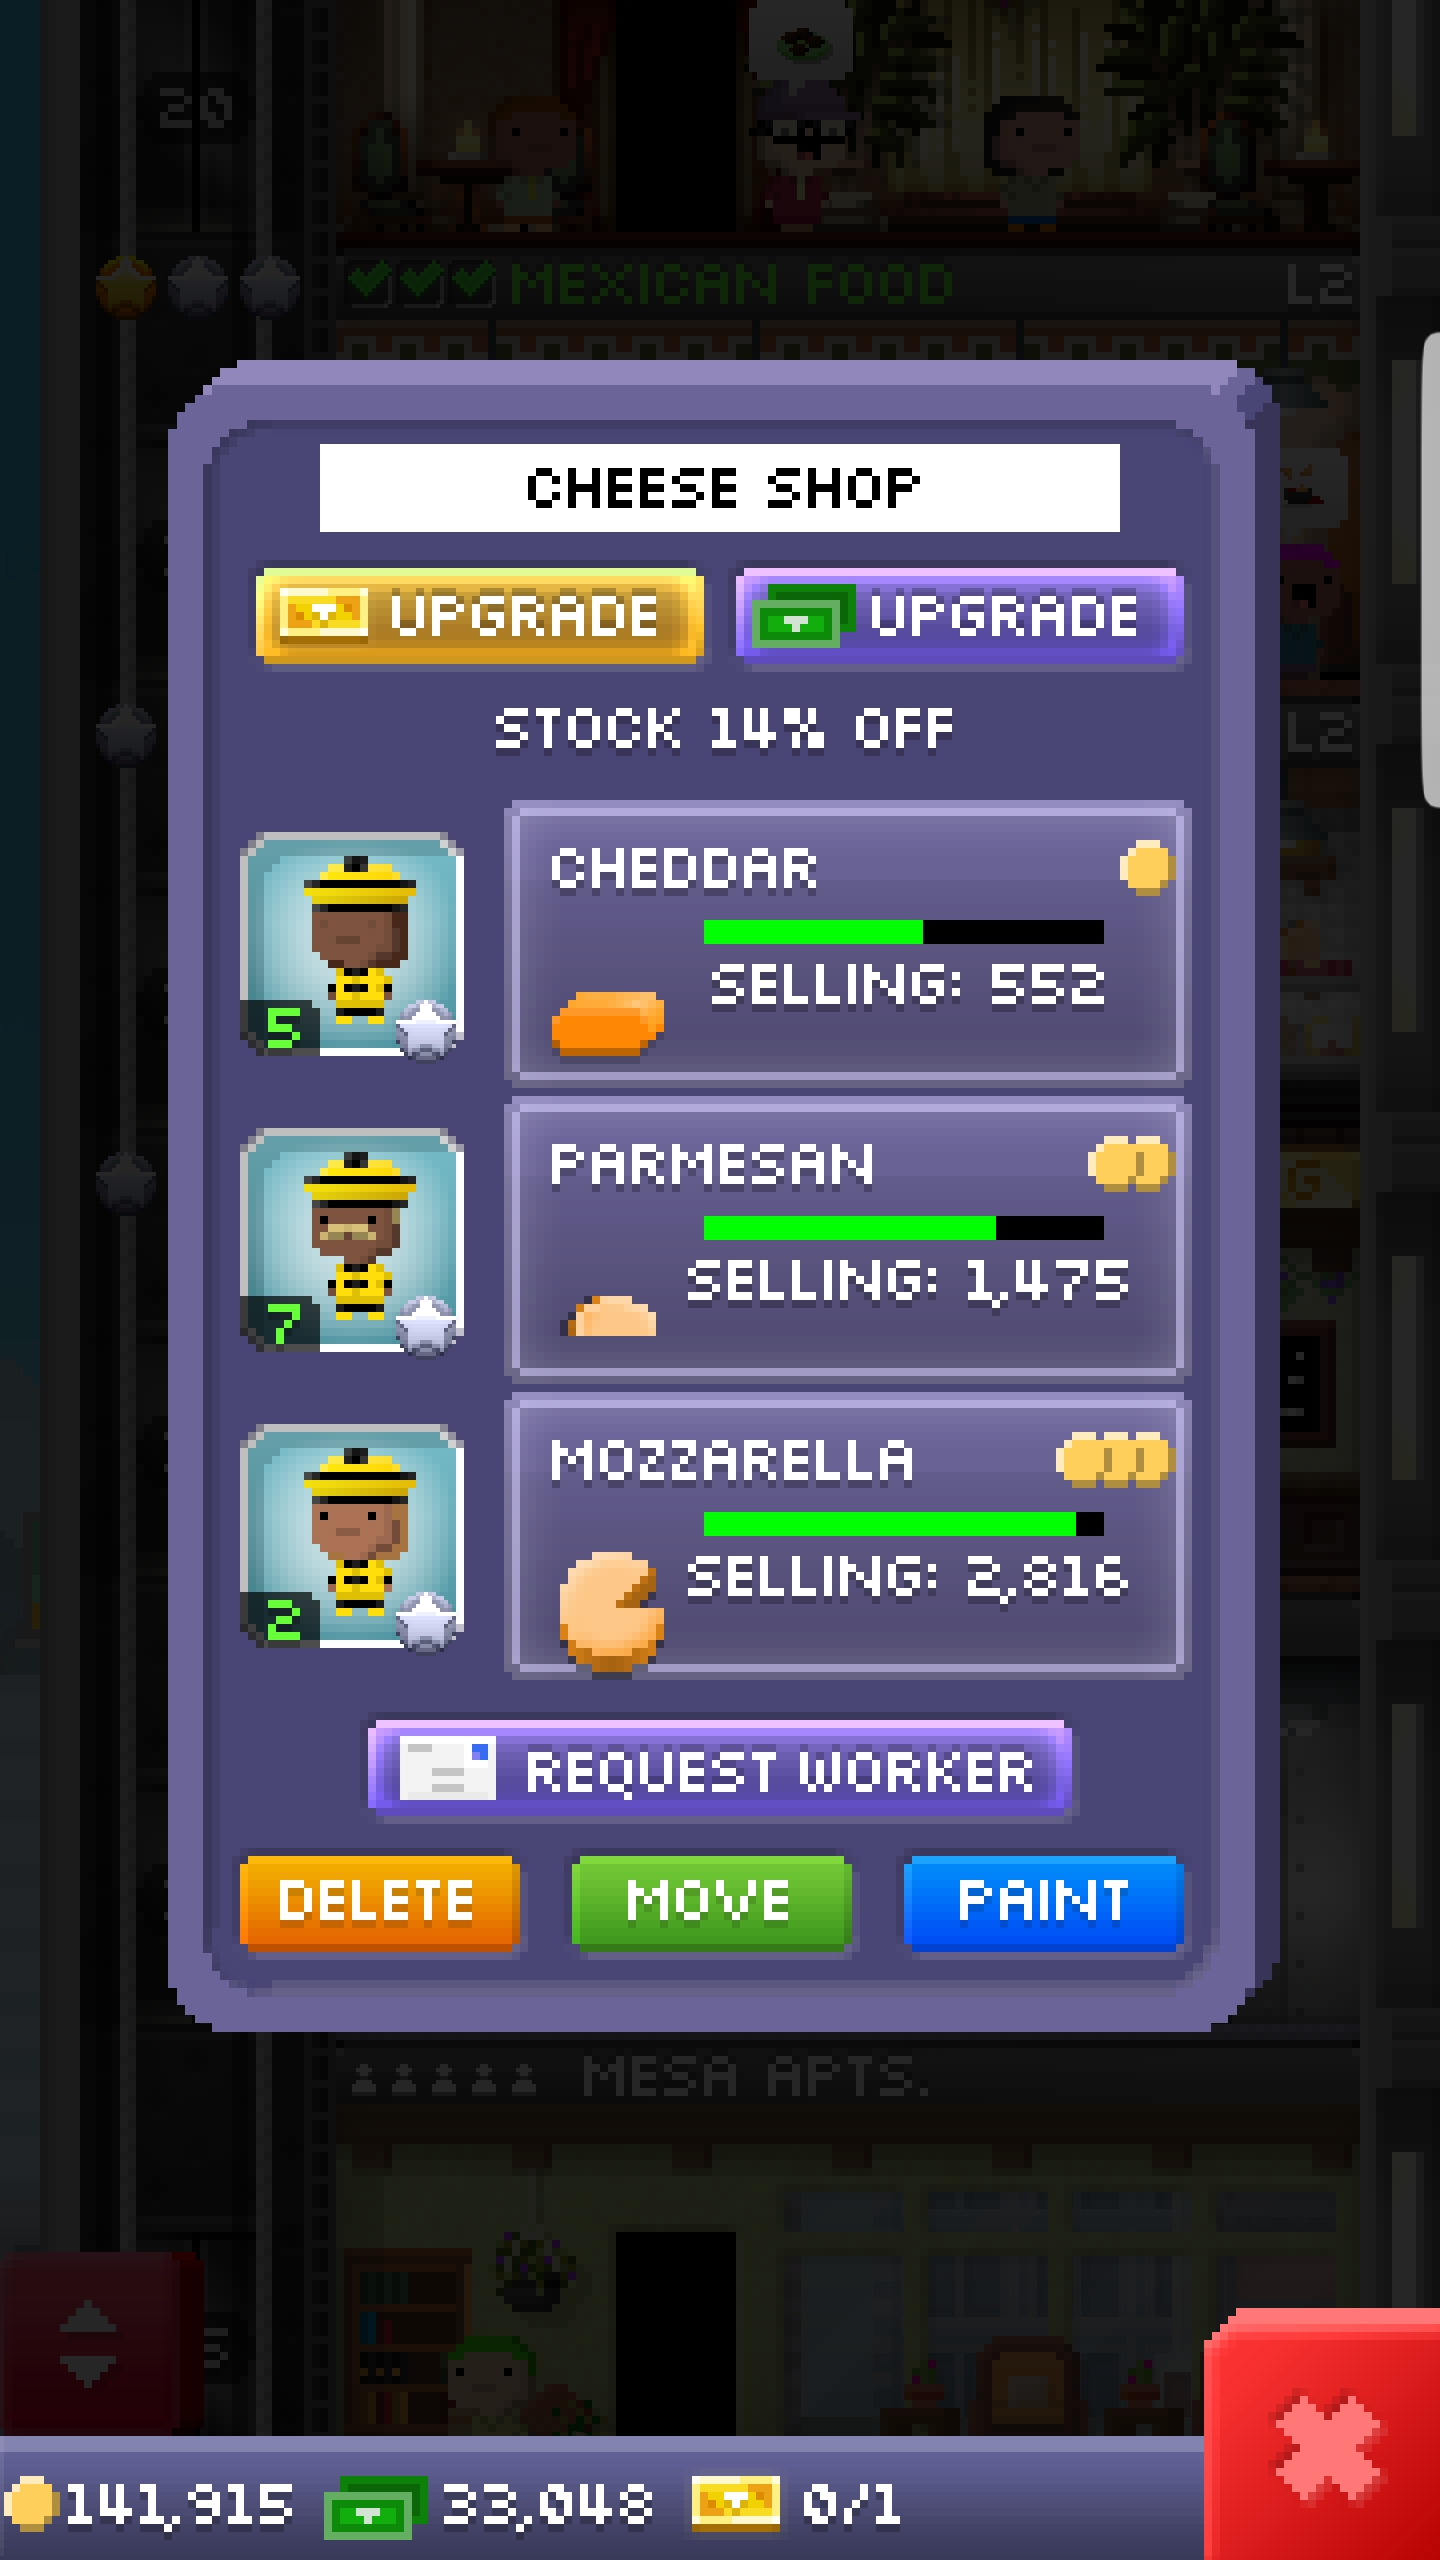 20
MEXICAN FOOD L2
CHEESE SHOP
UPGRADE UPGRADE
L2
STOCK 14% OFF
CHEDDAR
SELLING: 552
5
PARMESAN
SELLING: 1,475
7
MOZZARELLA
SELLING: 2,816
2
REQUEST WORKER
DELETE MOVE PAINT
MESA APTS.
141,915 33,048 0/1